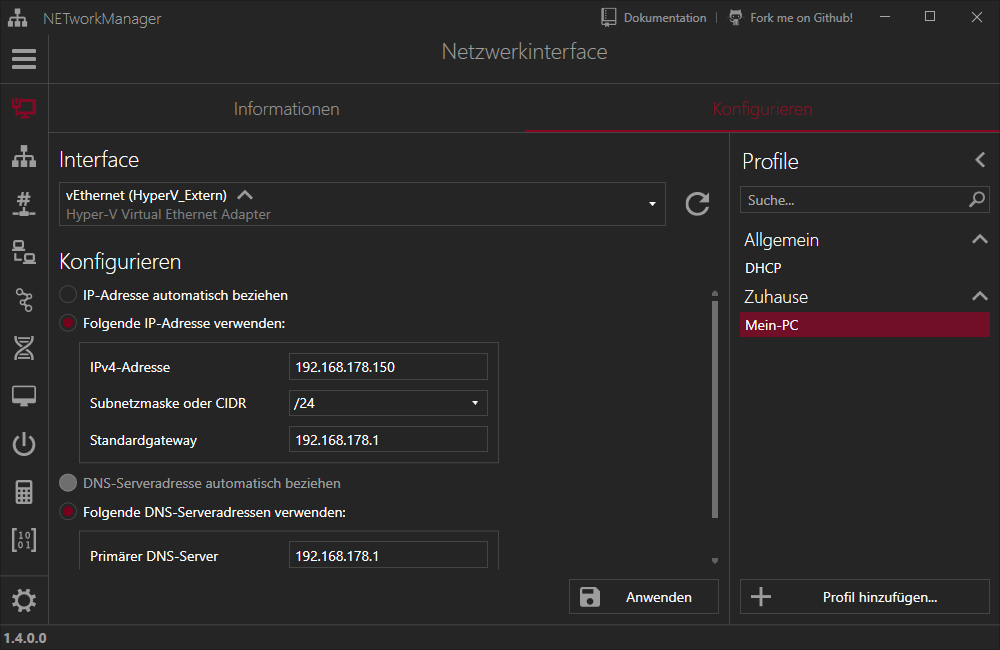 NETworkManager
Dokumentation
Fork me on Github!
Netzwerkinterface
Informationen
Konfigurieren
Interface
vEthernet (HyperV_Extern)
Hyper-V Virtual Ethernet Adapter
Konfigurieren
IP-Adresse automatisch beziehen
Folgende IP-Adresse verwenden:
IPv4-Adresse
192.168.178.150
Subnetzmaske oder CIDR
/24
Standardgateway
192.168.178.1
DNS-Serveradresse automatisch beziehen
Folgende DNS-Serveradressen verwenden:
Primärer DNS-Server
192.168.178.1
Anwenden
Profile
Suche...
Allgemein
DHCP
Zuhause
Mein-PC
Profil hinzufügen...
#
10
01
1.4.0.0